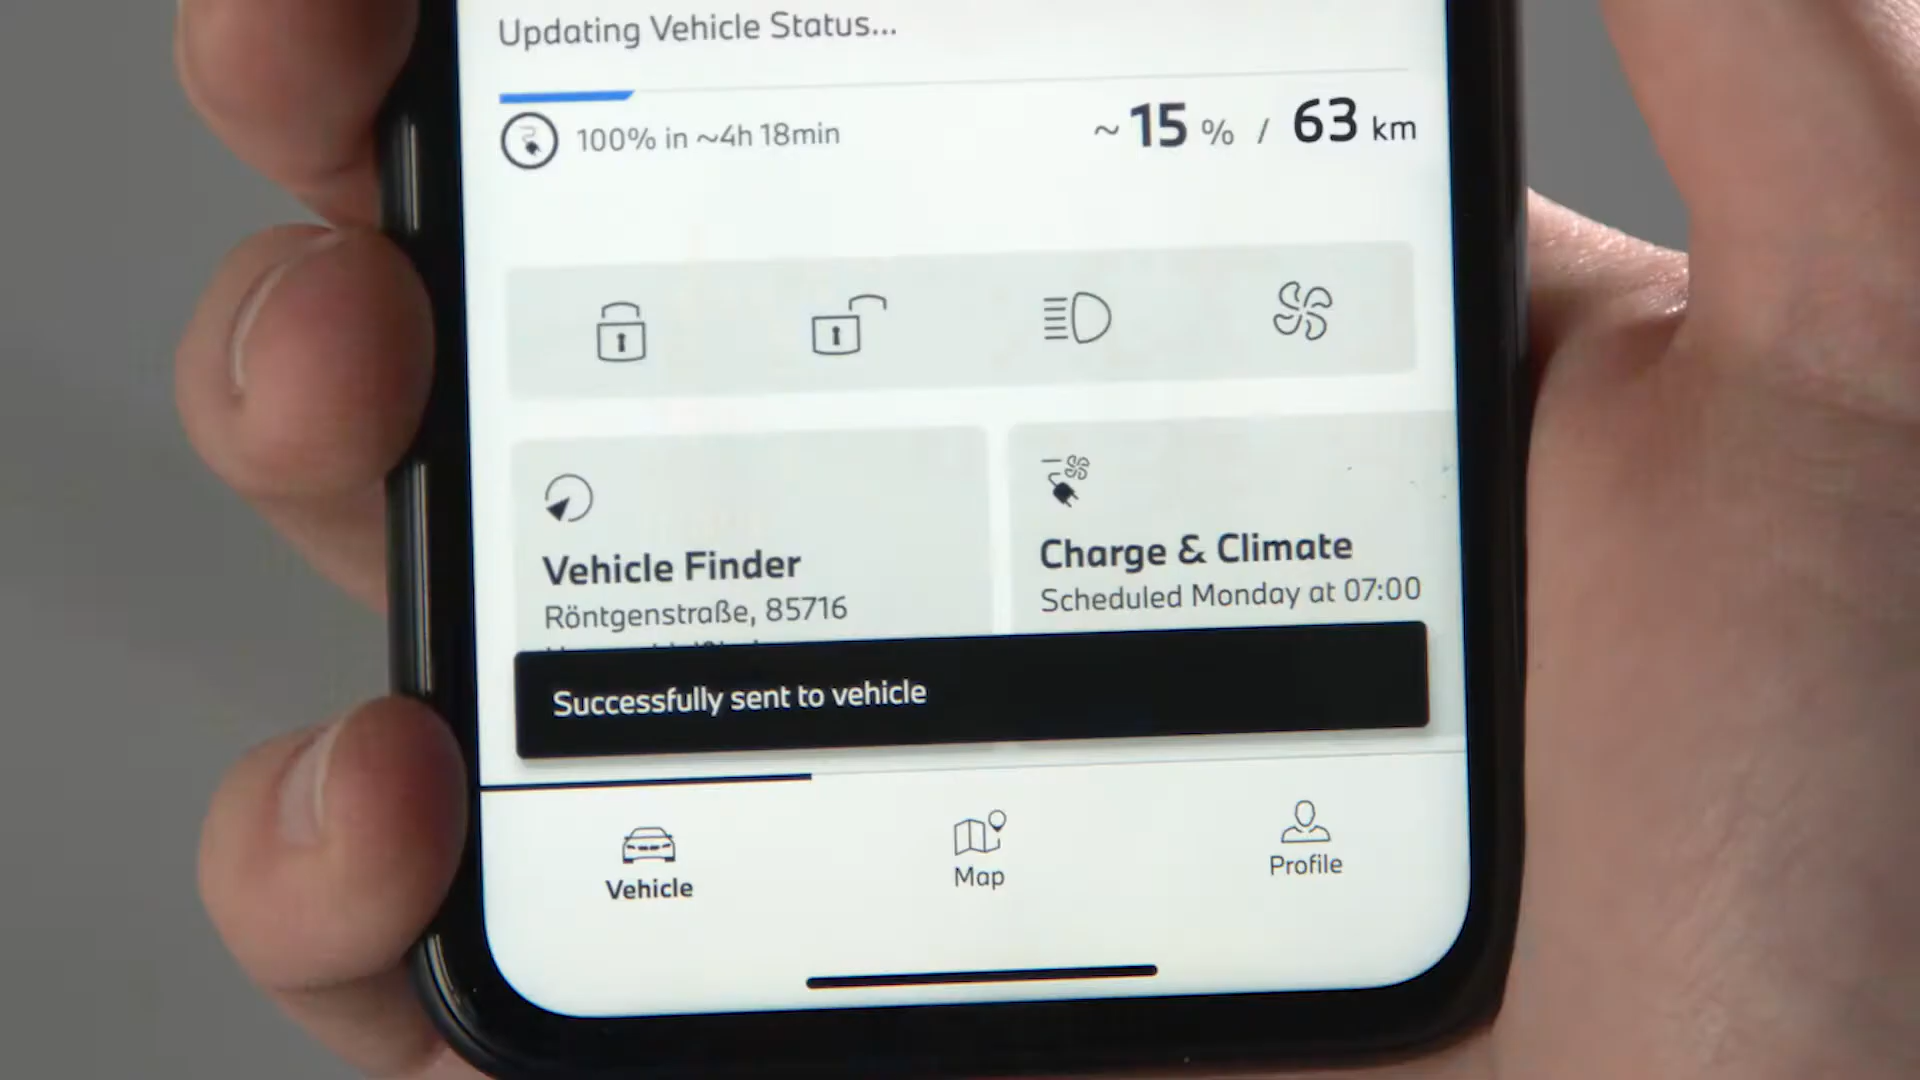 Updating Vehicle Status...
100% in ~4h 18min
~ 15 % / 63 km
Vehicle Finder
Röntgenstraße, 85716
Charge & Climate
Scheduled Monday at 07:00
Successfully sent to vehicle
Vehicle
Map
Profile